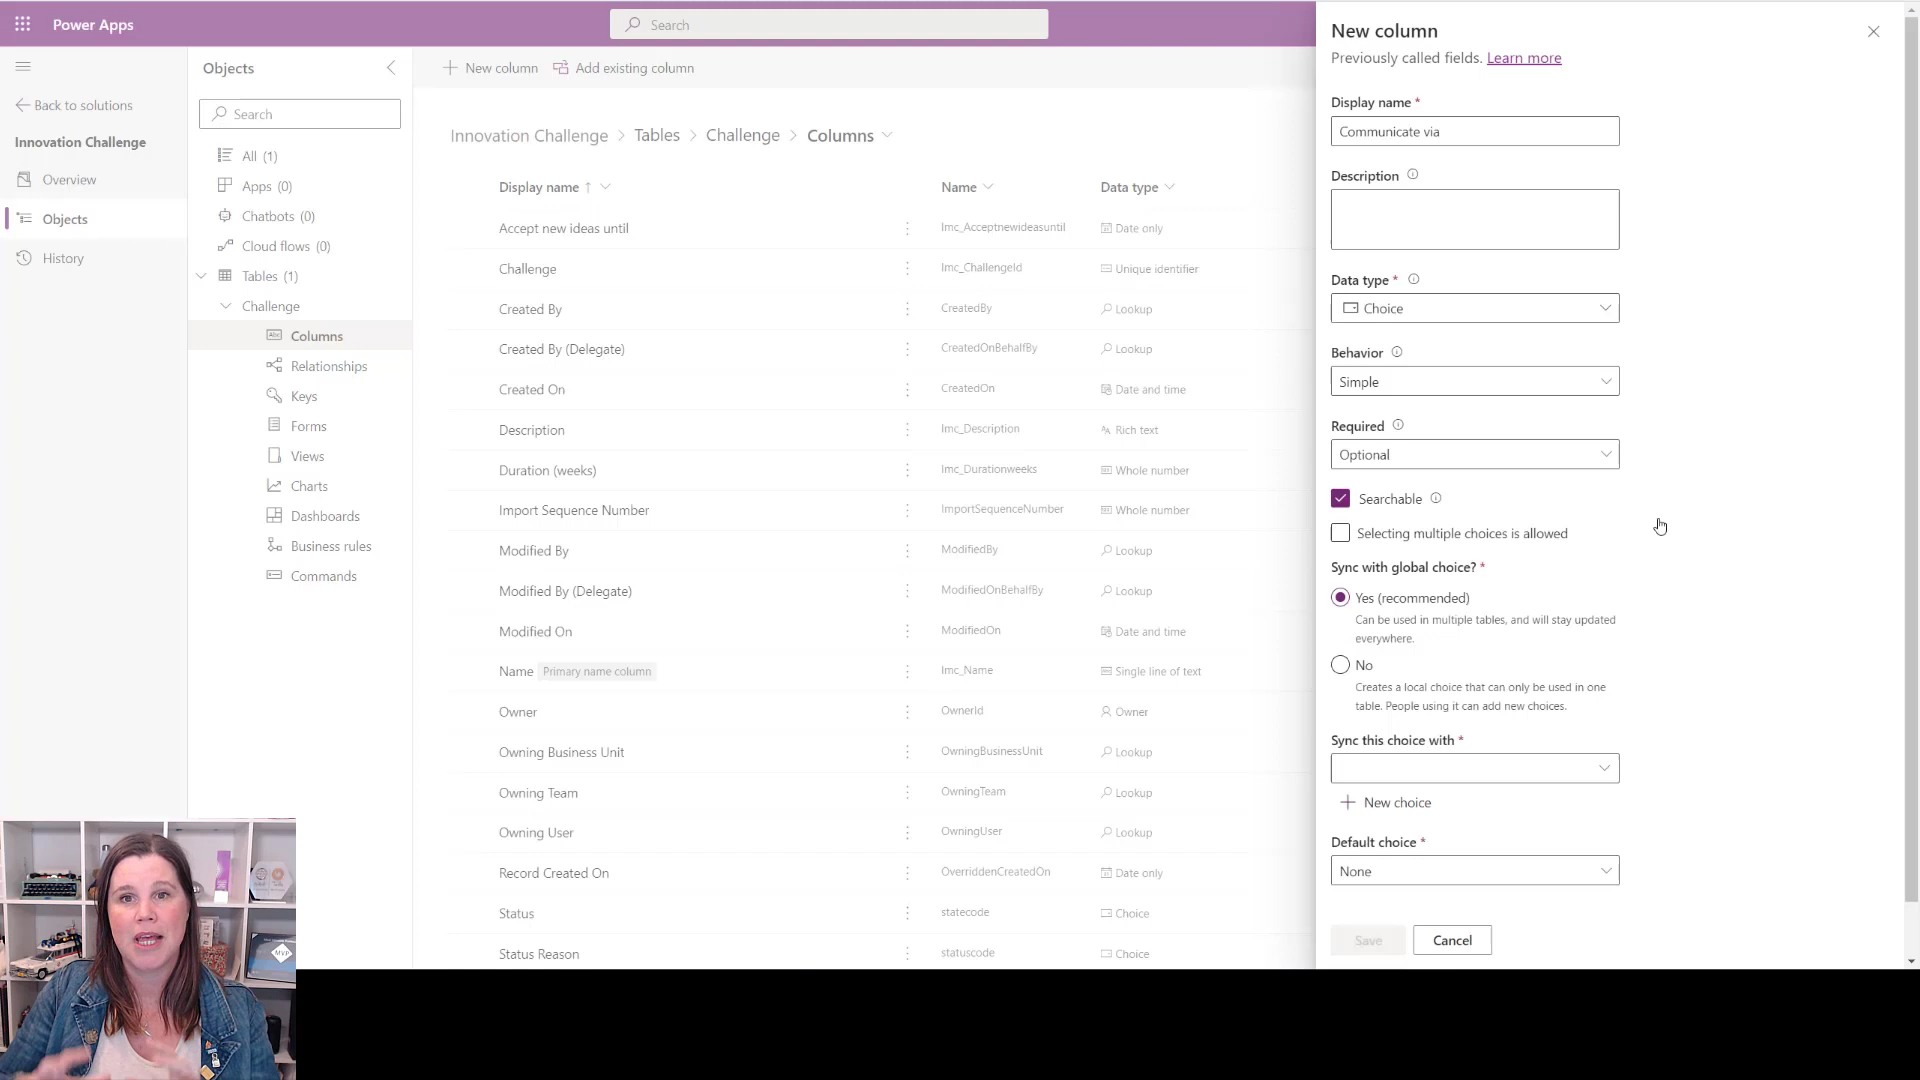 Power Apps
Search
Back to solutions
Innovation Challenge
Overview
Objects
History
Objects
Search
All (1)
Apps (0)
Chatbots (0)
Cloud flows (0)
Tables (1)
Challenge
Columns
Relationships
Keys
Forms
Views
Charts
Dashboards
Business rules
Commands
New column Add existing column
Innovation Challenge > Tables > Challenge > Columns
Display name ↑ Name Data type
Accept new ideas until lmc_Acceptnewideasuntil Date only
Challenge lmc_ChallengeId Unique identifier
Created By CreatedBy Lookup
Created By (Delegate) CreatedOnBehalfBy Lookup
Created On CreatedOn Date and time
Description lmc_Description Rich text
Duration (weeks) lmc_Durationweeks Whole number
Import Sequence Number ImportSequenceNumber Whole number
Modified By ModifiedBy Lookup
Modified By (Delegate) ModifiedOnBehalfBy Lookup
Modified On ModifiedOn Date and time
Name Primary name column lmc_Name Single line of text
Owner OwnerId Owner
Owning Business Unit OwningBusinessUnit Lookup
Owning Team OwningTeam Lookup
Owning User OwningUser Lookup
Record Created On OverriddenCreatedOn Date only
Status statecode Choice
Status Reason statuscode Choice
New column
Previously called fields. Learn more
Display name *
Communicate via
Description
Data type *
Choice
Behavior
Simple
Required
Optional
Searchable
Selecting multiple choices is allowed
Sync with global choice? *
Yes (recommended)
Can be used in multiple tables, and will stay updated
everywhere.
No
Creates a local choice that can only be used in one
table. People using it can add new choices.
Sync this choice with *
New choice
Default choice *
None
Save Cancel
MVP